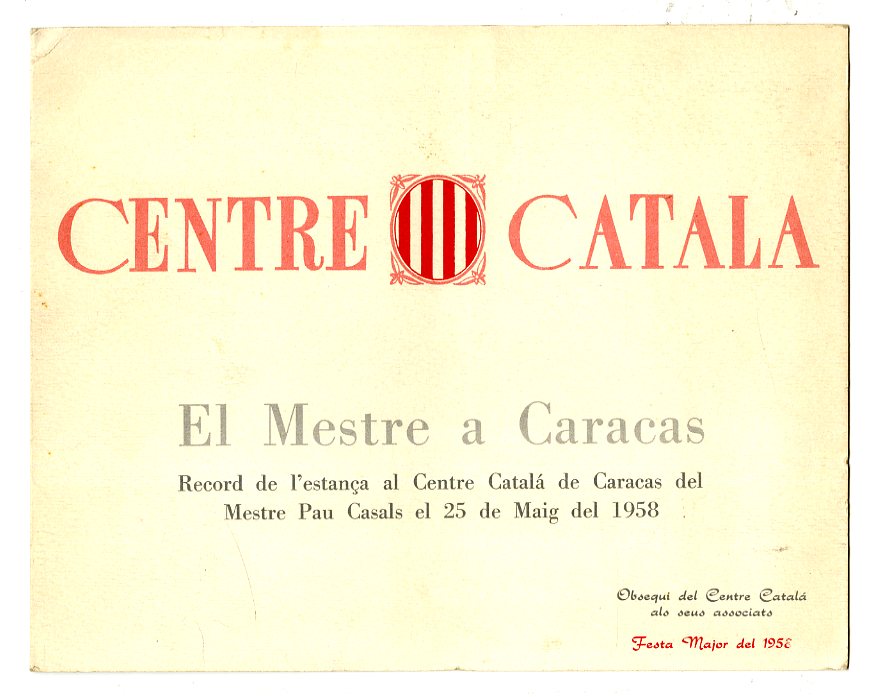 CENTRE CATALA
El Mestre a Caracas
Record de l'estança al Centre Catalá de Caracas del
Mestre Pau Casals el 25 de Maig del 1958
Obsequi del Centre Catalá
als seus associats
Festa Major del 1958